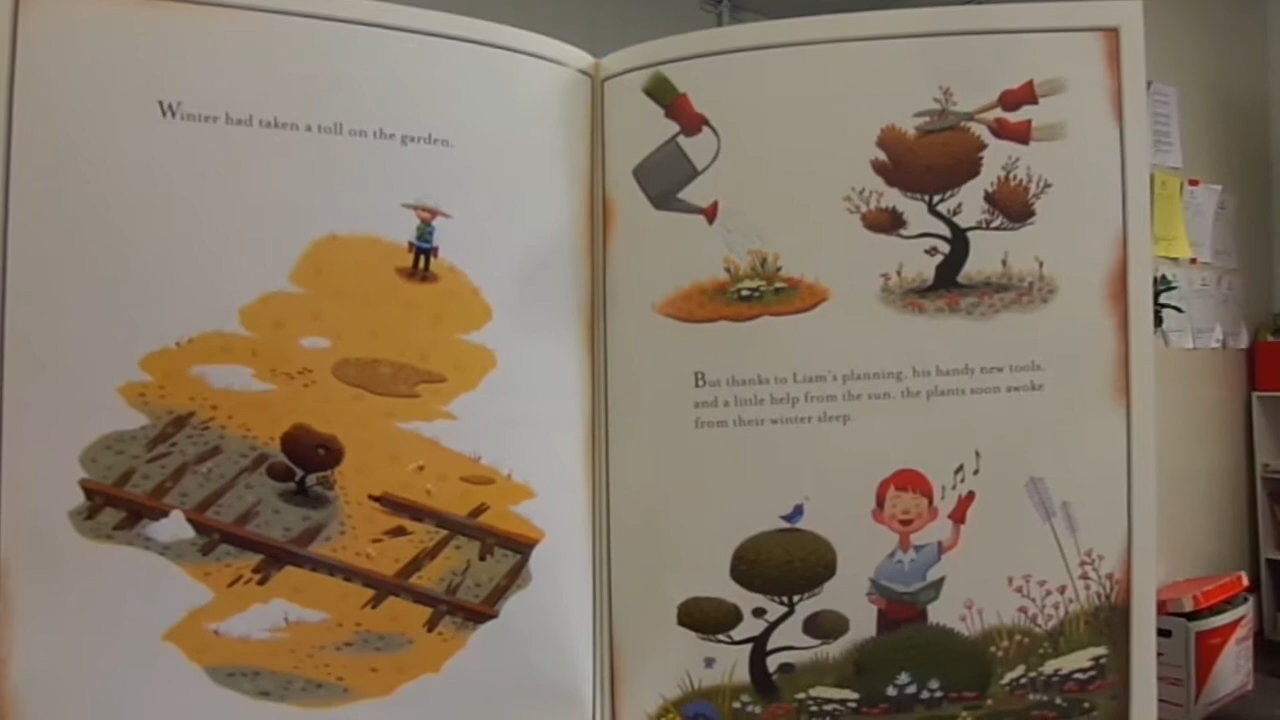 Winter had taken a toll on the garden.
But thanks to Liam's planning, his handy new tools,
and a little help from the sun, the plants soon awoke
from their winter sleep.